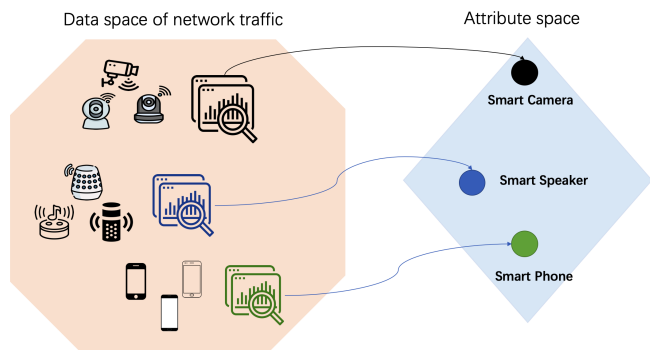 Data space of network traffic
Attribute space
Smart Camera
Smart Speaker
Smart Phone